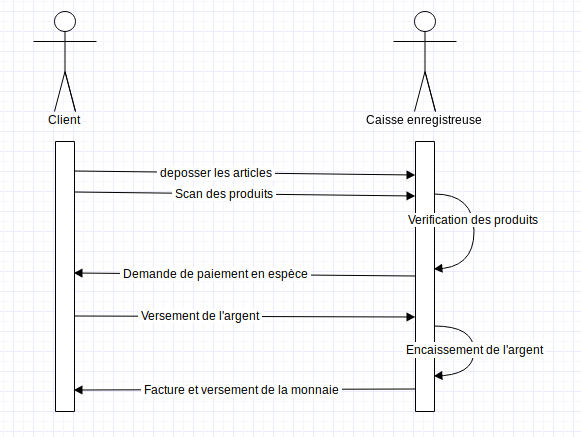 Client
Caisse enregistreuse
deposser les articles
Scan des produits
Verification des produits
Demande de paiement en espèce
Versement de l'argent
Encaissement de l'argent
Facture et versement de la monnaie